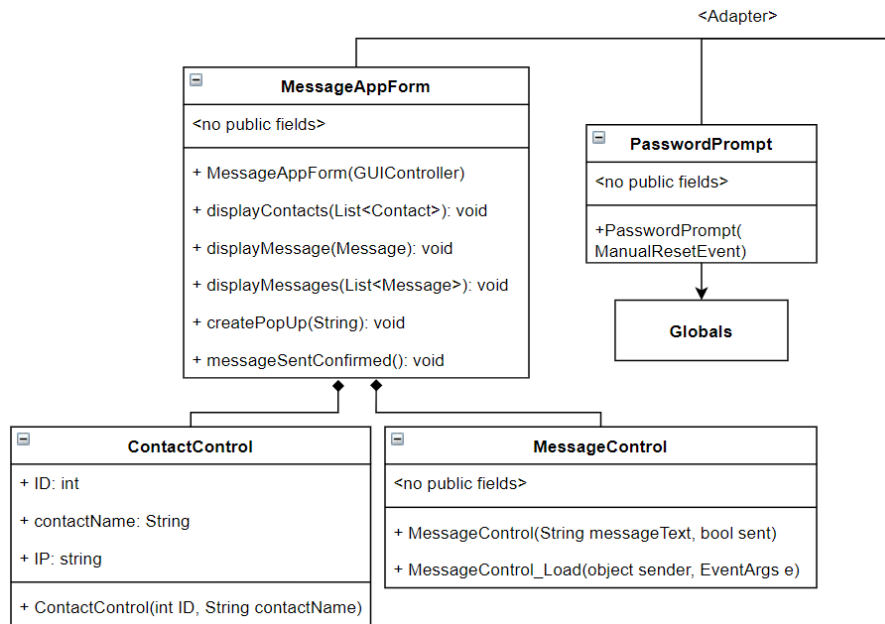 <Adapter>
MessageAppForm
<no public fields>
+ MessageAppForm(GUIController)
+ displayContacts(List<Contact>): void
+ displayMessage(Message): void
+ displayMessages(List<Message>): void
+ createPopUp(String): void
+ messageSentConfirmed(): void
PasswordPrompt
<no public fields>
+PasswordPrompt(
ManualResetEvent)
Globals
ContactControl
+ ID: int
+ contactName: String
+ IP: string
+ ContactControl(int ID, String contactName)
MessageControl
<no public fields>
+ MessageControl(String messageText, bool sent)
+ MessageControl_Load(object sender, EventArgs e)